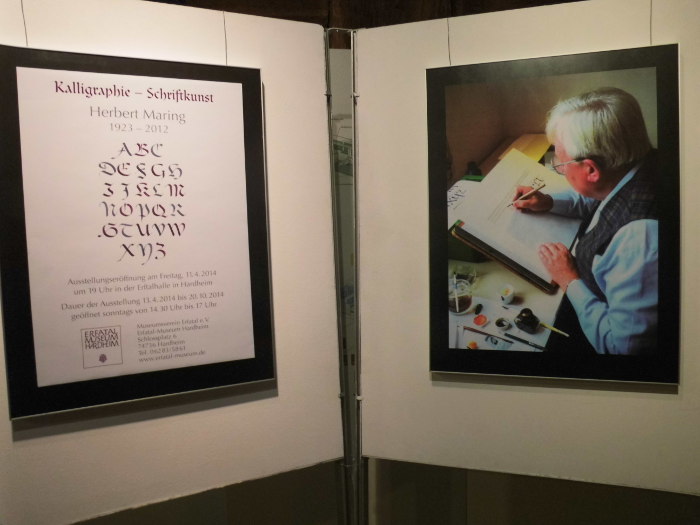 Kalligraphie – Schriftkunst
Herbert Maring
1923 – 2012
ABC
DEFGH
IJKLM
NOPQR
STUVW
XYZ
Ausstellungseröffnung am Freitag, 11.4.2014
um 19 Uhr in der Erftalhalle in Hardheim
Dauer der Ausstellung 13.4.2014 bis 20.10.2014
geöffnet sonntags von 14.30 Uhr bis 17 Uhr
ERFATAL
MUSEUM
HARDHEIM
Museumsverein Erfatal e.V.
Erfatal-Museum Hardheim
Schlossplatz 6
74736 Hardheim
www.erfatal-museum.de